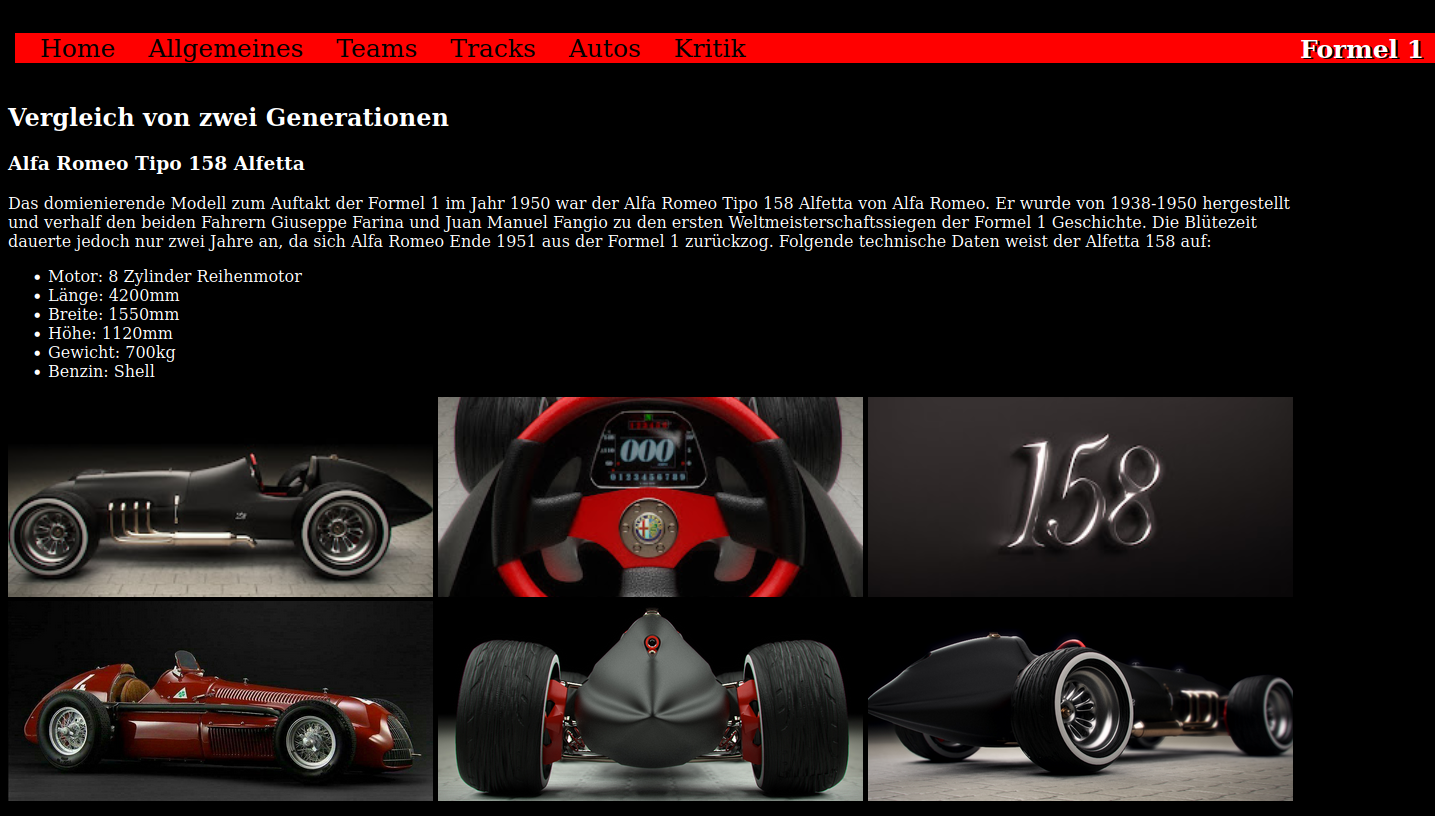 Home Allgemeines Teams Tracks Autos Kritik Formel 1
Vergleich von zwei Generationen
Alfa Romeo Tipo 158 Alfetta
Das domienierende Modell zum Auftakt der Formel 1 im Jahr 1950 war der Alfa Romeo Tipo 158 Alfetta von Alfa Romeo. Er wurde von 1938-1950 hergestellt
und verhalf den beiden Fahrern Giuseppe Farina und Juan Manuel Fangio zu den ersten Weltmeisterschaftssiegen der Formel 1 Geschichte. Die Blütezeit
dauerte jedoch nur zwei Jahre an, da sich Alfa Romeo Ende 1951 aus der Formel 1 zurückzog. Folgende technische Daten weist der Alfetta 158 auf:
• Motor: 8 Zylinder Reihenmotor
• Länge: 4200mm
• Breite: 1550mm
• Höhe: 1120mm
• Gewicht: 700kg
• Benzin: Shell
000
0123456789
158